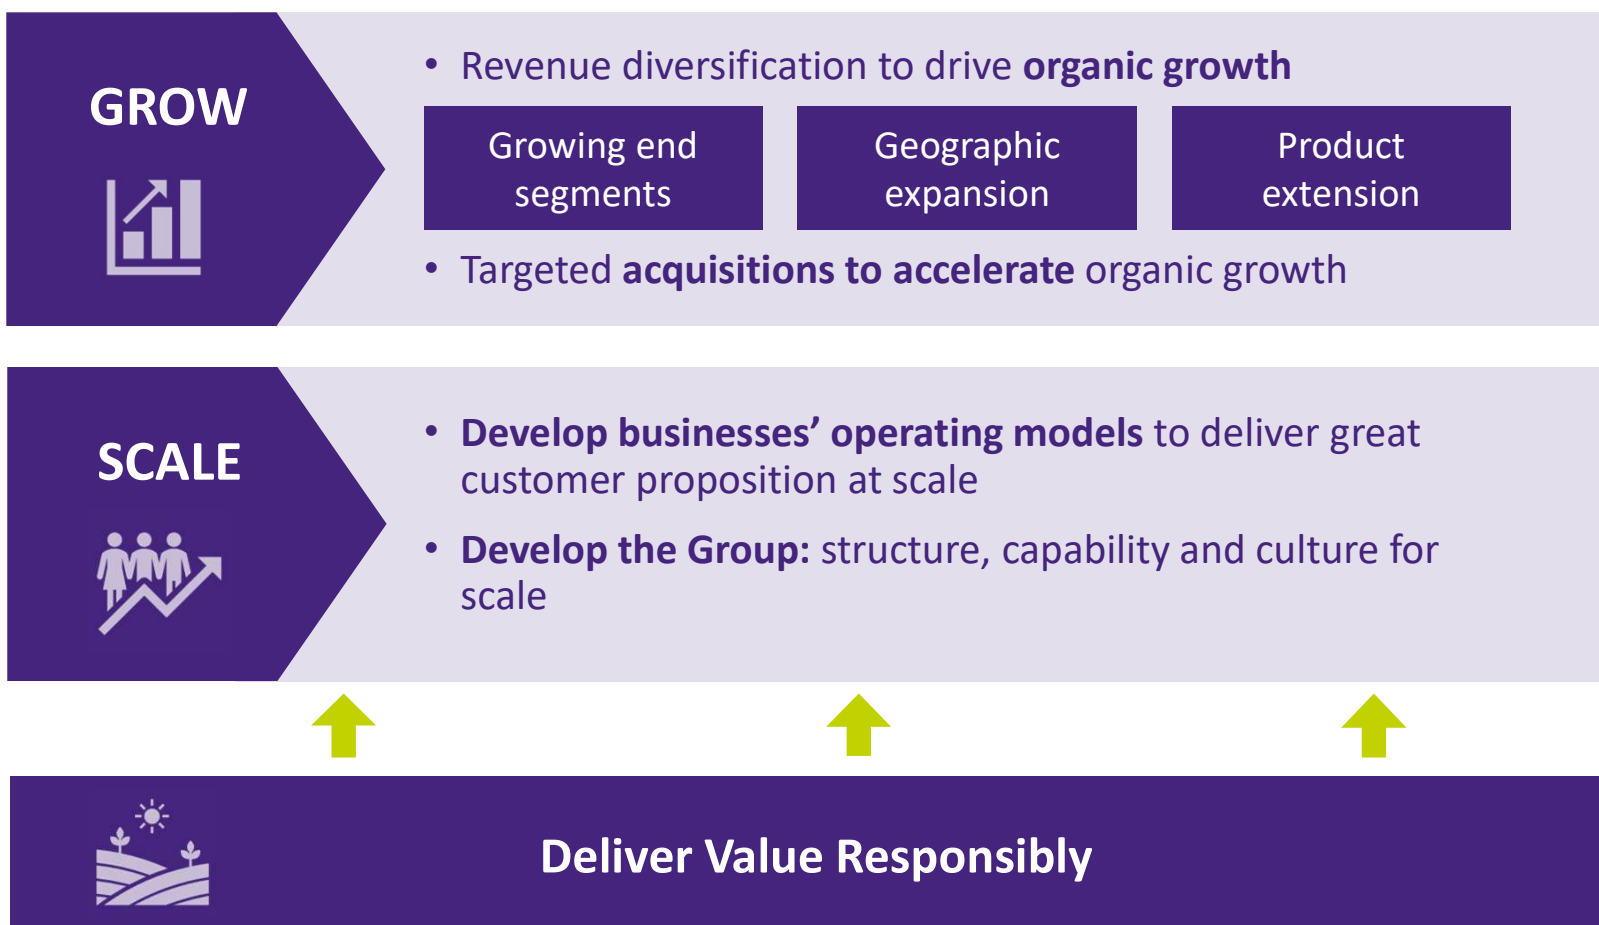 GROW
• Revenue diversification to drive organic growth
Growing end
segments
Geographic
expansion
Product
extension
• Targeted acquisitions to accelerate organic growth
SCALE
• Develop businesses’ operating models to deliver great
customer proposition at scale
• Develop the Group: structure, capability and culture for
scale
Deliver Value Responsibly